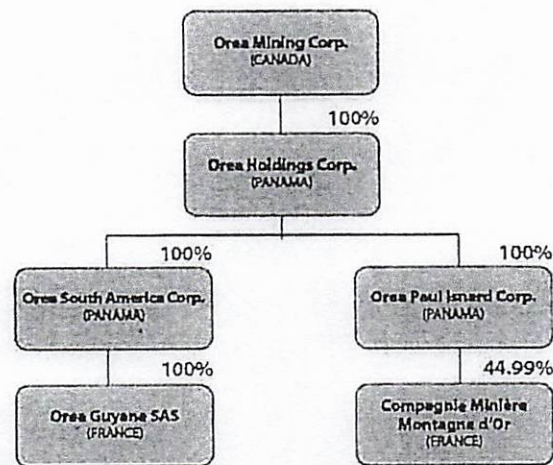 Orea Mining Corp.
(CANADA)
100%
Orea Holdings Corp.
(PANAMA)
100%
100%
Orea South America Corp.
(PANAMA)
Orea Paul Isnard Corp.
(PANAMA)
100%
44.99%
Orea Guyane SAS
(FRANCE)
Compagnie Minière
Montagne d'Or
(FRANCE)